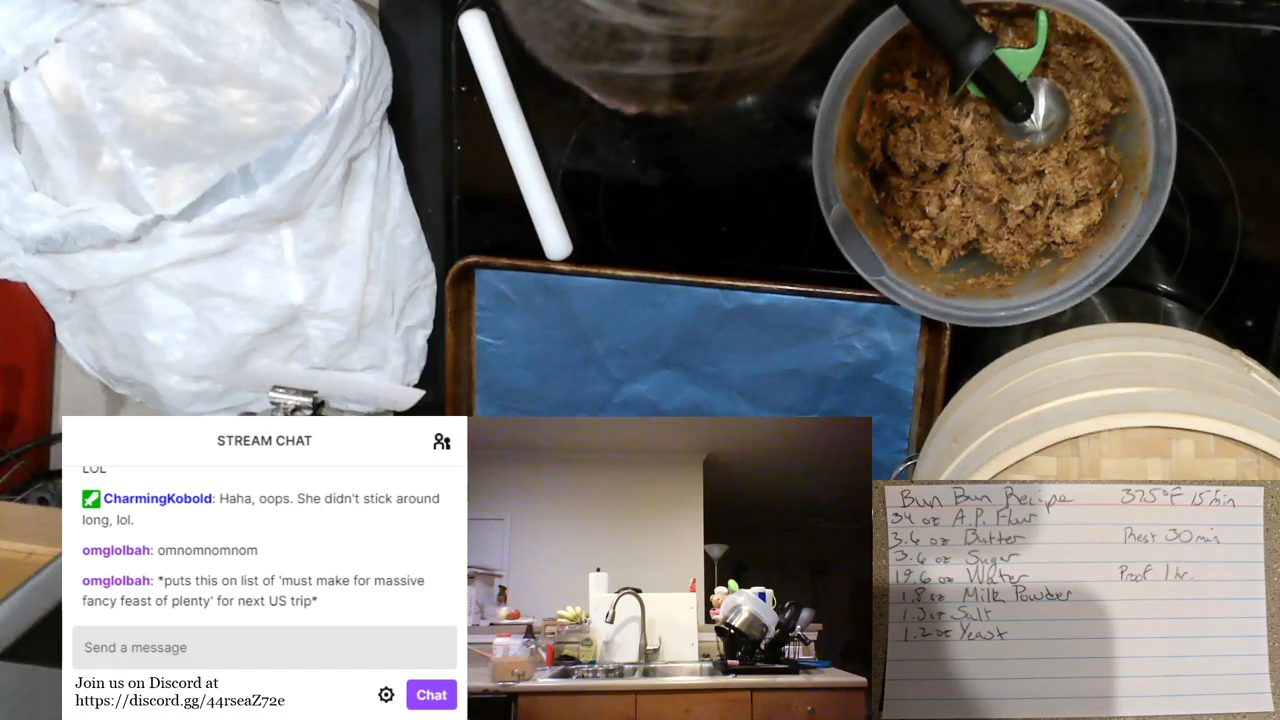 STREAM CHAT
LOL
CharmingKobold: Haha, oops. She didn't stick around
long, lol.
omglolbah: omnomnomnom
omglolbah: *puts this on list of 'must make for massive
fancy feast of plenty' for next US trip*
Send a message
Join us on Discord at
https://discord.gg/44rseaZ72e
Chat
Bun Bun Recipe 375°F 15 min
34 oz A.P. Flour
3.6 oz Butter Rest 30 min
3.6 oz Sugar
19.6 oz Water Proof 1 hr.
1.8 oz Milk Powder
oz Salt
1.2 oz Yeast